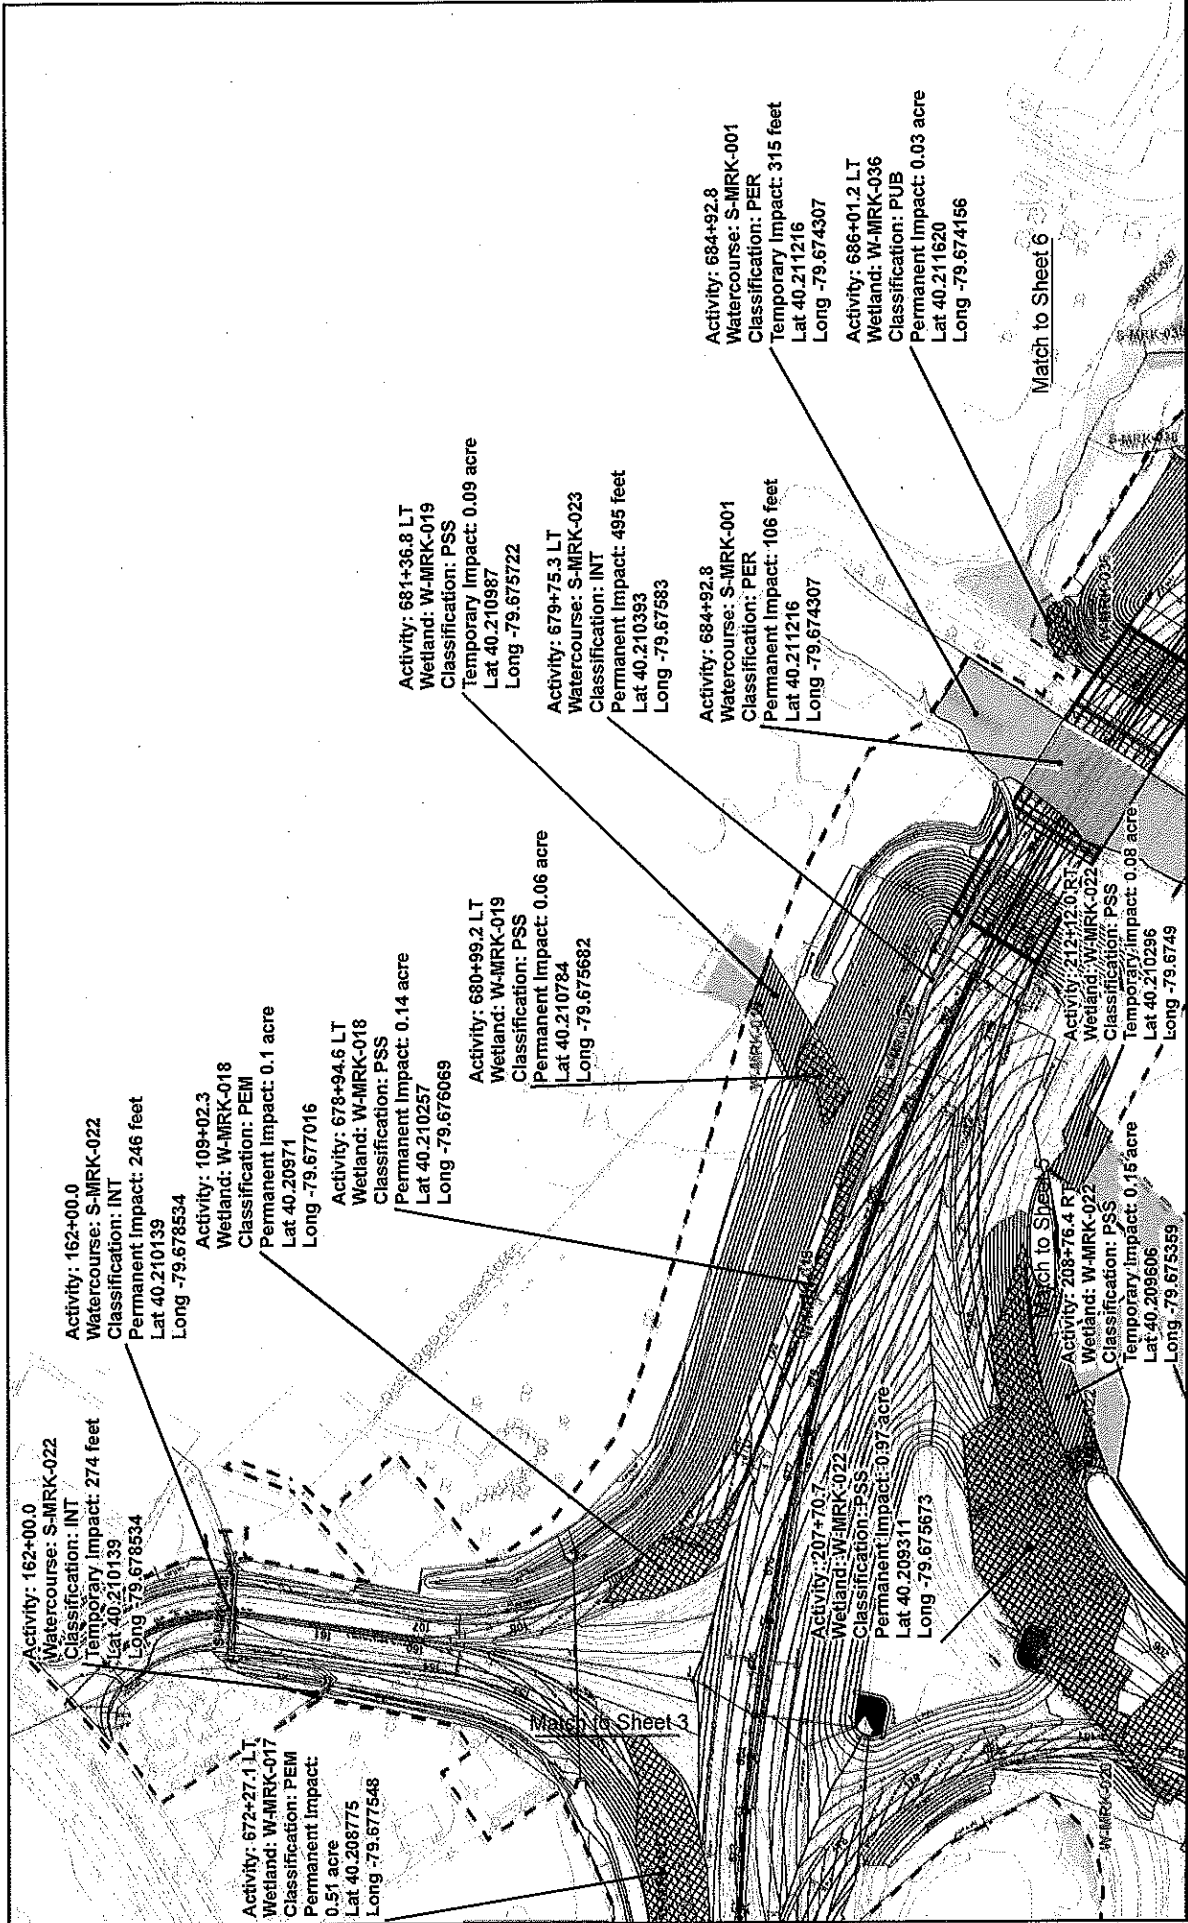 Activity: 162+00.0
Watercourse: S-MRK-022
Classification: INT
Temporary Impact: 274 feet
Lat 40.210139
Long -79.678534
Activity: 162+00.0
Watercourse: S-MRK-022
Classification: INT
Permanent Impact: 246 feet
Lat 40.210139
Long -79.678534
Activity: 109+02.3
Wetland: W-MRK-018
Classification: PEM
Permanent Impact: 0.1 acre
Lat 40.20971
Long -79.677016
Activity: 672+27.1 LT
Wetland: W-MRK-017
Classification: PEM
Permanent Impact:
0.51 acre
Lat 40.208775
Long -79.677548
Activity: 678+94.6 LT
Wetland: W-MRK-018
Classification: PSS
Permanent Impact: 0.14 acre
Lat 40.210257
Long -79.676069
Activity: 681+36.8 LT
Wetland: W-MRK-019
Classification: PSS
Temporary Impact: 0.09 acre
Lat 40.210987
Long -79.675722
Activity: 680+99.2 LT
Wetland: W-MRK-019
Classification: PSS
Permanent Impact: 0.06 acre
Lat 40.210784
Long -79.675682
Activity: 679+75.3 LT
Watercourse: S-MRK-023
Classification: INT
Permanent Impact: 495 feet
Lat 40.210393
Long -79.67583
Activity: 684+92.8
Watercourse: S-MRK-001
Classification: PER
Temporary Impact: 315 feet
Lat 40.211216
Long -79.674307
Activity: 684+92.8
Watercourse: S-MRK-001
Classification: PER
Permanent Impact: 106 feet
Lat 40.211216
Long -79.674307
Activity: 686+01.2 LT
Wetland: W-MRK-036
Classification: PUB
Permanent Impact: 0.03 acre
Lat 40.211620
Long -79.674156
Match to Sheet 3
Activity: 207+70.7
Wetland: W-MRK-022
Classification: PSS
Permanent Impact: 0.97 acre
Lat 40.209311
Long -79.675673
Match to Sheet 5
Activity: 208+76.4 RT
Wetland: W-MRK-022
Classification: PSS
Temporary Impact: 0.15 acre
Lat 40.209606
Long -79.675359
Activity: 212+12.0 RT
Wetland: W-MRK-022
Classification: PSS
Temporary Impact: 0.08 acre
Lat 40.210296
Long -79.6749
Match to Sheet 6
S-MRK-037
W-MRK-036
W-MRK-020